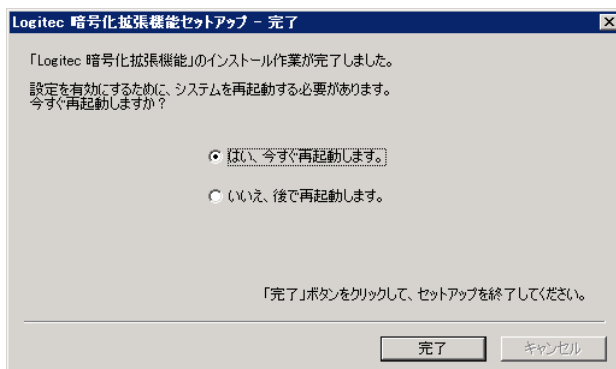 Logitec 暗号化拡張機能セットアップ - 完了
「Logitec 暗号化拡張機能」のインストール作業が完了しました。
設定を有効にするために、システムを再起動する必要があります。
今すぐ再起動しますか？
はい、今すぐ再起動します。
いいえ、後で再起動します。
「完了」ボタンをクリックして、セットアップを終了してください。
完了
キャンセル